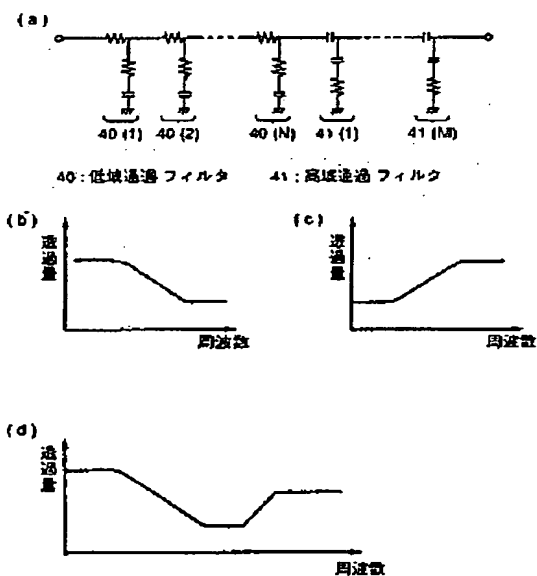 (a)
40 (1) 40 (2) 40 (N) 41 (1) 41 (M)
40 : 低域通過 フィルタ 41 : 高域通過 フィルタ
(b)
透過量
周波数
(c)
透過量
周波数
(d)
透過量
周波数